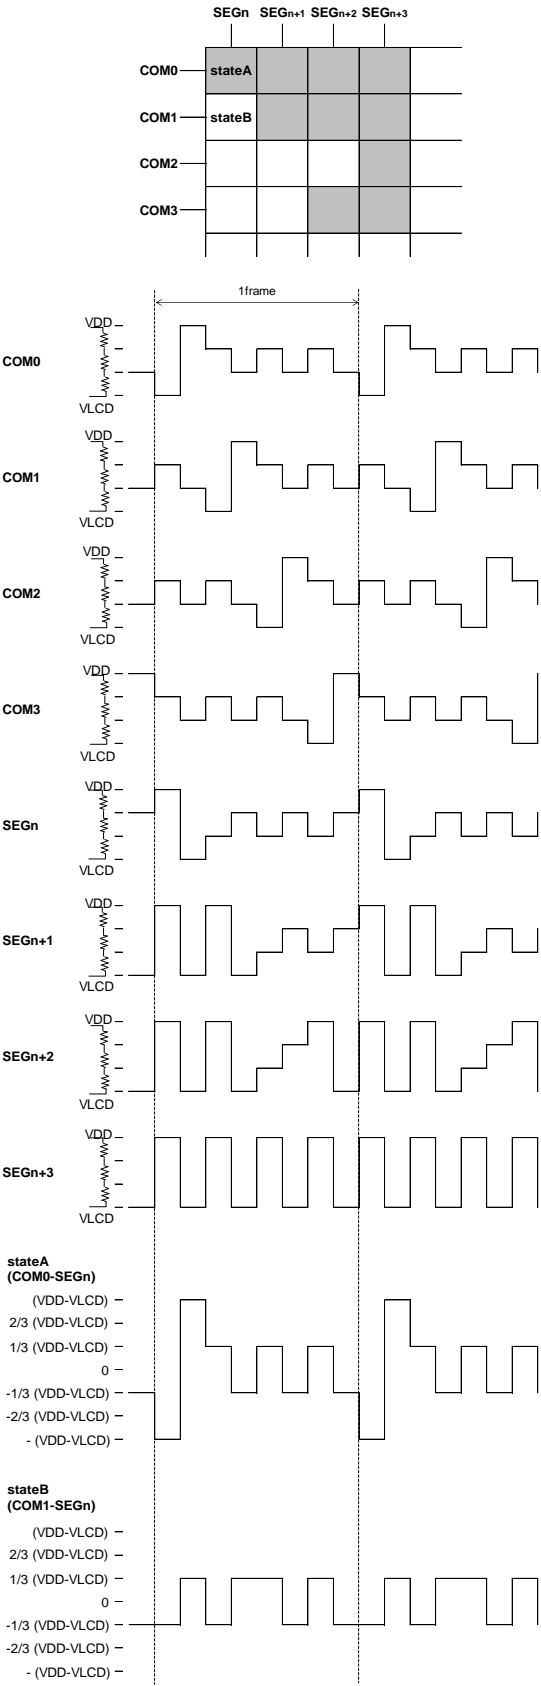 SEGn SEGn+1 SEGn+2 SEGn+3
COM0 stateA
COM1 stateB
COM2
COM3
1frame
VDD
COM0
VLCD
VDD
COM1
VLCD
VDD
COM2
VLCD
VDD
COM3
VLCD
VDD
SEGn
VLCD
VDD
SEGn+1
VLCD
VDD
SEGn+2
VLCD
VDD
SEGn+3
VLCD
stateA
(COM0-SEGn)
(VDD-VLCD)
2/3 (VDD-VLCD)
1/3 (VDD-VLCD)
0
-1/3 (VDD-VLCD)
-2/3 (VDD-VLCD)
- (VDD-VLCD)
stateB
(COM1-SEGn)
(VDD-VLCD)
2/3 (VDD-VLCD)
1/3 (VDD-VLCD)
0
-1/3 (VDD-VLCD)
-2/3 (VDD-VLCD)
- (VDD-VLCD)